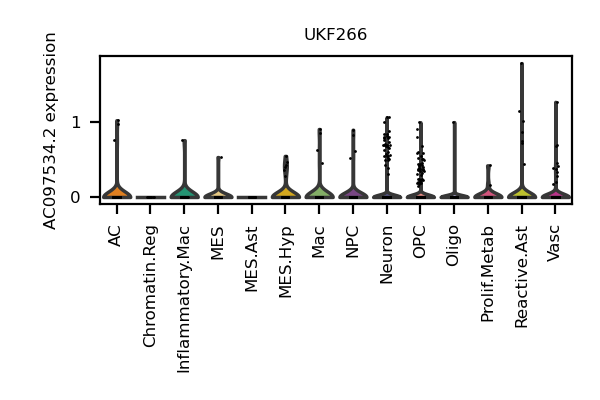 UKF266
AC097534.2 expression
1
0
AC
Chromatin.Reg
Inflammatory.Mac
MES
MES.Ast
MES.Hyp
Mac
NPC
Neuron
OPC
Oligo
Prolif.Metab
Reactive.Ast
Vasc